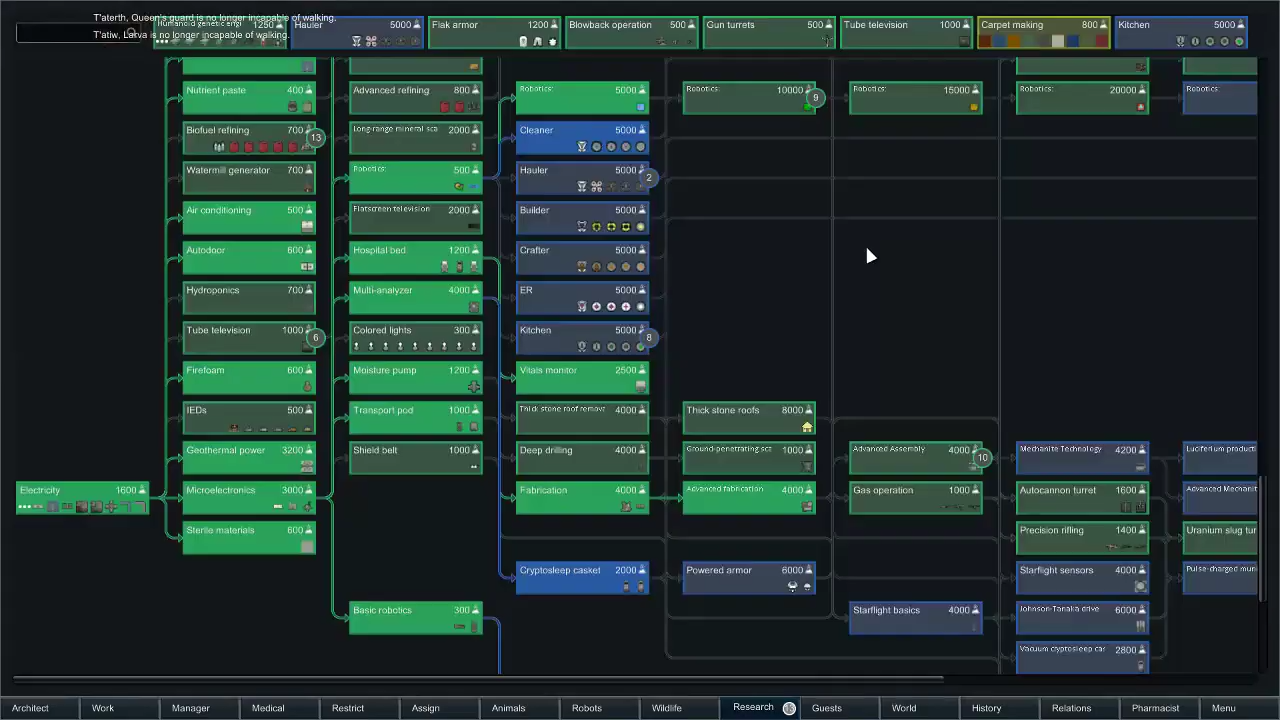 T'aterth, Queen's guard is no longer incapable of walking.
T'atiw, Larva is no longer incapable of walking.
Humanoid genetic engi 1250
Hauler 5000
Flak armor 1200
Blowback operation 500
Gun turrets 500
Tube television 1000
Carpet making 800
Kitchen 5000
Nutrient paste 400
Advanced refining 800
Robotics: 5000
Robotics: 10000
9
Robotics: 15000
Robotics: 20000
Robotics:
Biofuel refining 700
13
Long-range mineral sca 2000
Cleaner 5000
Watermill generator 700
Robotics: 500
Hauler 5000
2
Air conditioning 500
Flatscreen television 2000
Builder 5000
Autodoor 600
Hospital bed 1200
Crafter 5000
Hydroponics 700
Multi-analyzer 4000
ER 5000
Tube television 1000
6
Colored lights 300
Kitchen 5000
8
Firefoam 600
Moisture pump 1200
Vitals monitor 2500
IEDs 500
Transport pod 1000
Thick stone roof remova 4000
Thick stone roofs 8000
Geothermal power 3200
Shield belt 1000
Deep drilling 4000
Ground-penetrating sca 1000
Advanced Assembly 4000
10
Mechanite Technology 4200
Luciferium producti
Electricity 1600
Microelectronics 3000
Fabrication 4000
Advanced fabrication 4000
Gas operation 1000
Autocannon turret 1600
Advanced Mechanit
Sterile materials 600
Precision rifling 1400
Uranium slug tur
Cryptosleep casket 2000
Powered armor 6000
Starflight sensors 4000
Pulse-charged mun
Basic robotics 300
Starflight basics 4000
Johnson-Tanaka drive 6000
Vacuum cryptosleep car 2800
Architect
Work
Manager
Medical
Restrict
Assign
Animals
Robots
Wildlife
Research
Guests
World
History
Relations
Pharmacist
Menu